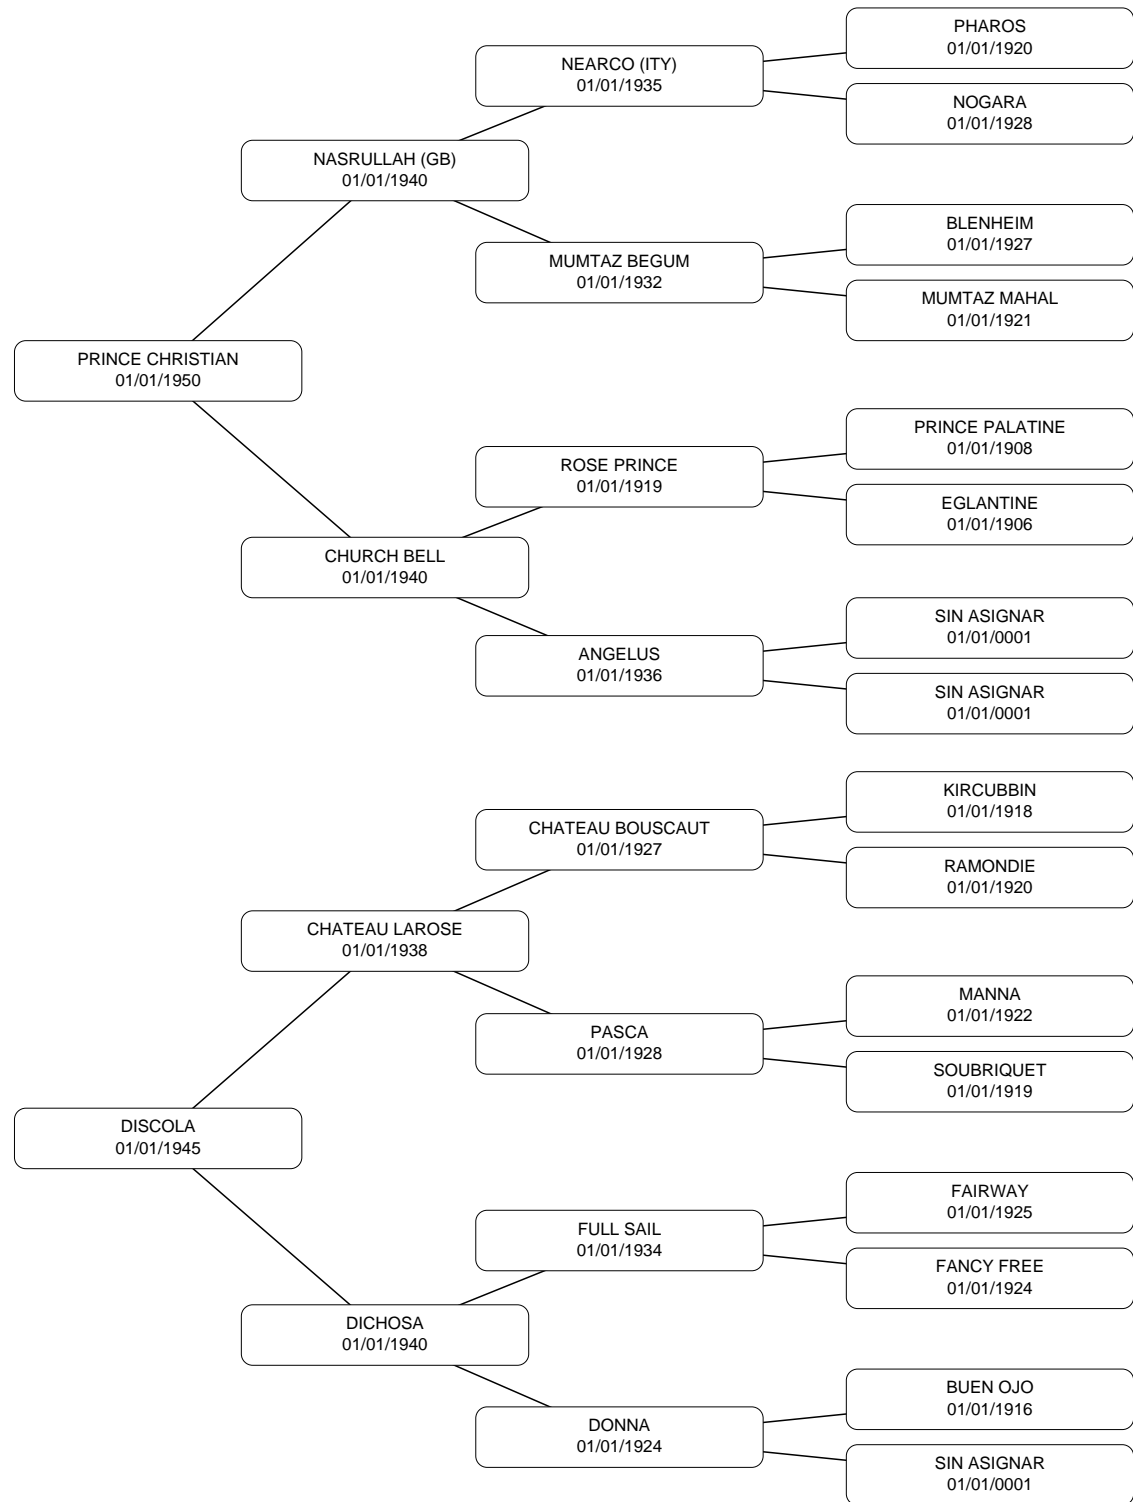 PHAROS
01/01/1920
NEARCO (ITY)
01/01/1935
NOGARA
01/01/1928
NASRULLAH (GB)
01/01/1940
BLENHEIM
01/01/1927
MUMTAZ BEGUM
01/01/1932
MUMTAZ MAHAL
01/01/1921
PRINCE CHRISTIAN
01/01/1950
PRINCE PALATINE
01/01/1908
ROSE PRINCE
01/01/1919
EGLANTINE
01/01/1906
CHURCH BELL
01/01/1940
SIN ASIGNAR
01/01/0001
ANGELUS
01/01/1936
SIN ASIGNAR
01/01/0001
KIRCUBBIN
01/01/1918
CHATEAU BOUSCAUT
01/01/1927
RAMONDIE
01/01/1920
CHATEAU LAROSE
01/01/1938
MANNA
01/01/1922
PASCA
01/01/1928
SOUBRIQUET
01/01/1919
DISCOLA
01/01/1945
FAIRWAY
01/01/1925
FULL SAIL
01/01/1934
FANCY FREE
01/01/1924
DICHOSA
01/01/1940
BUEN OJO
01/01/1916
DONNA
01/01/1924
SIN ASIGNAR
01/01/0001